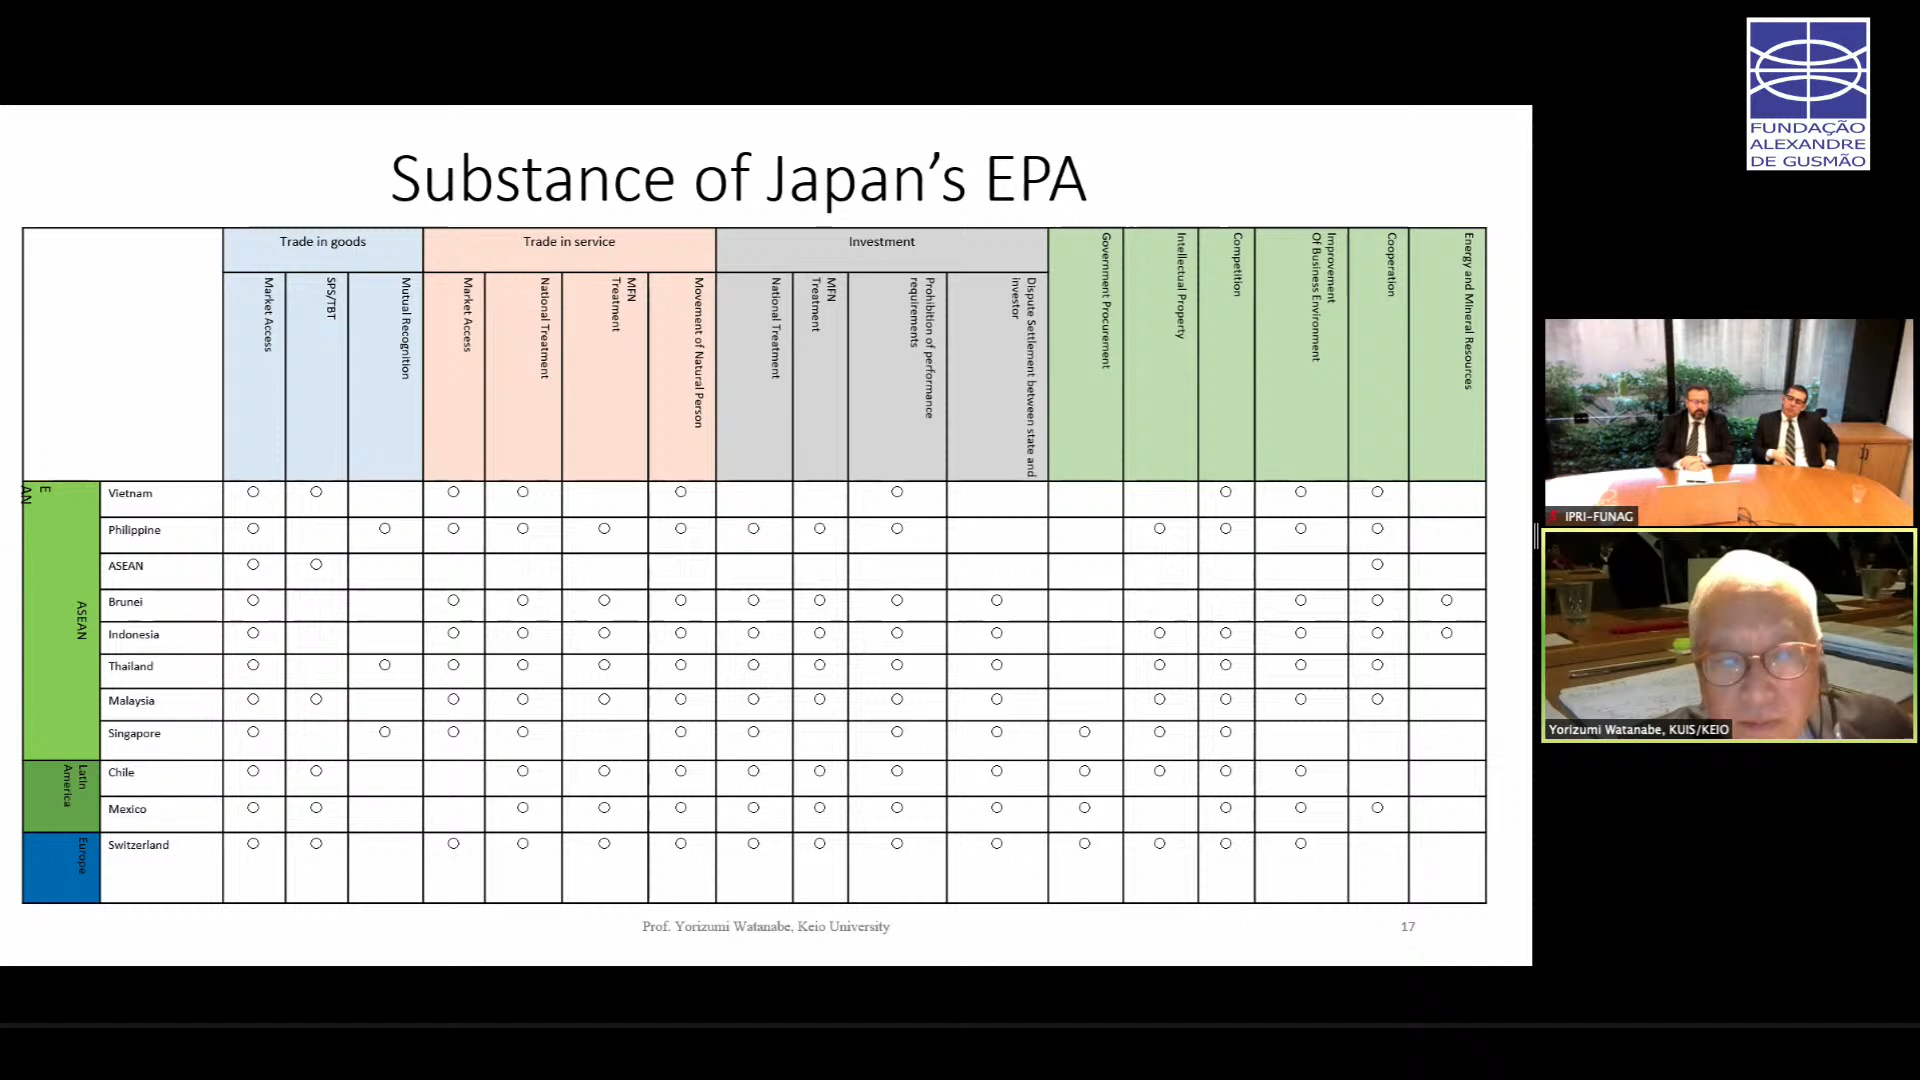 FUNDAÇÃO
ALEXANDRE
DE GUSMÃO
Substance of Japan’s EPA
Trade in goods
Trade in service
Investment
Market Access
SPS/TBT
Mutual Recognition
Market Access
National Treatment
MFN
Treatment
Movement of Natural Person
National Treatment
MFN
Treatment
Prohibition of performance
requirements
Dispute Settlement between state and
investor
Government Procurement
Intellectual Property
Competition
Improvement
Of Business Environment
Cooperation
Energy and Mineral Resources
E
AN
ASEAN
Vietnam ○ ○ ○ ○ ○ ○ ○ ○ ○
Philippine ○ ○ ○ ○ ○ ○ ○ ○ ○ ○ ○ ○ ○
ASEAN ○ ○ ○
Brunei ○ ○ ○ ○ ○ ○ ○ ○ ○ ○ ○ ○
Indonesia ○ ○ ○ ○ ○ ○ ○ ○ ○ ○ ○ ○ ○ ○
Thailand ○ ○ ○ ○ ○ ○ ○ ○ ○ ○ ○ ○ ○ ○
Malaysia ○ ○ ○ ○ ○ ○ ○ ○ ○ ○ ○ ○ ○ ○
Singapore ○ ○ ○ ○ ○ ○ ○ ○ ○ ○ ○
Latin
America
Chile ○ ○ ○ ○ ○ ○ ○ ○ ○ ○ ○ ○ ○
Mexico ○ ○ ○ ○ ○ ○ ○ ○ ○ ○ ○ ○ ○
Europe
Switzerland ○ ○ ○ ○ ○ ○ ○ ○ ○ ○ ○ ○ ○ ○
Prof. Yorizumi Watanabe, Keio University
17
IPRI-FUNAG
Yorizumi Watanabe, KUIS/KEIO